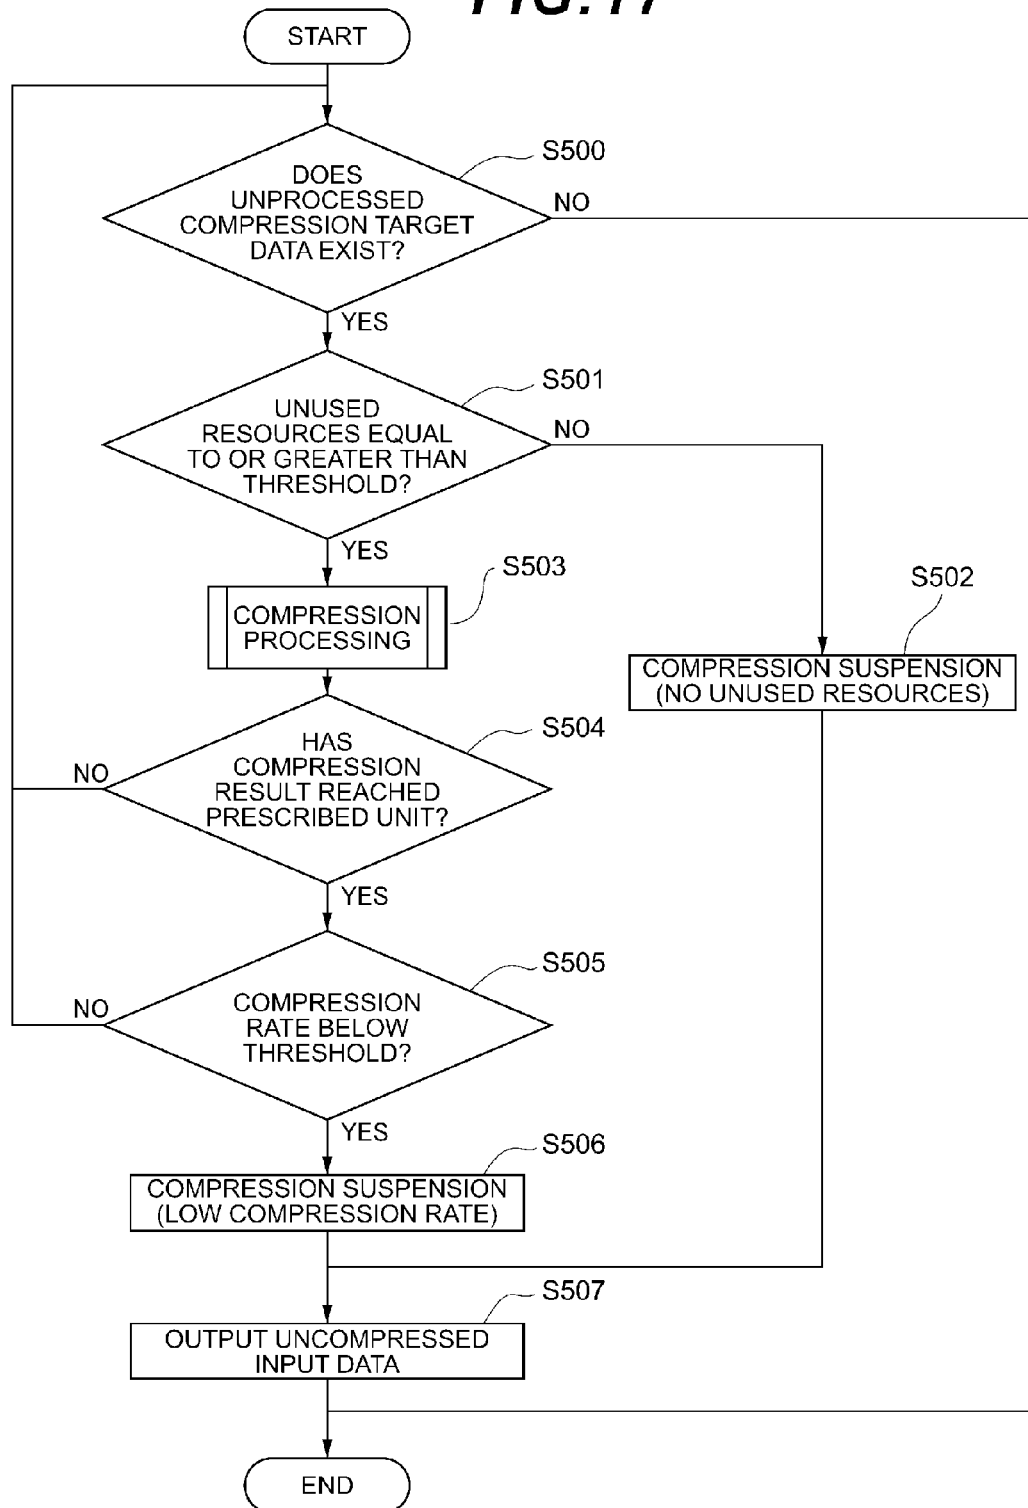 FIG. 17
START
S500
DOES
UNPROCESSED
COMPRESSION TARGET
DATA EXIST?
NO
YES
S501
UNUSED
RESOURCES EQUAL
TO OR GREATER THAN
THRESHOLD?
NO
YES
S503
COMPRESSION
PROCESSING
S502
COMPRESSION SUSPENSION
(NO UNUSED RESOURCES)
S504
HAS
COMPRESSION
RESULT REACHED
PRESCRIBED UNIT?
NO
YES
S505
COMPRESSION
RATE BELOW
THRESHOLD?
NO
YES
S506
COMPRESSION SUSPENSION
(LOW COMPRESSION RATE)
S507
OUTPUT UNCOMPRESSED
INPUT DATA
END